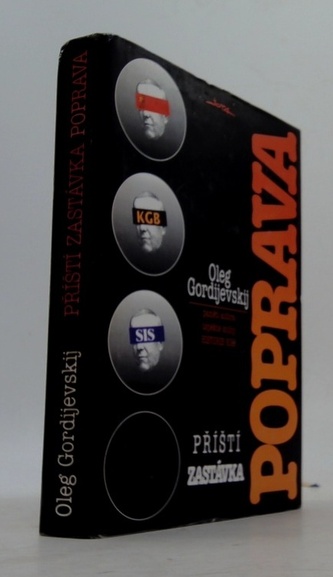 Oleg Gordijevskij PŘÍŠTÍ ZASTÁVKA POPRAVA
KGB
SIS
Oleg
Gordijevskij
PŘÍŠTÍ
ZASTÁVKA
POPRAVA